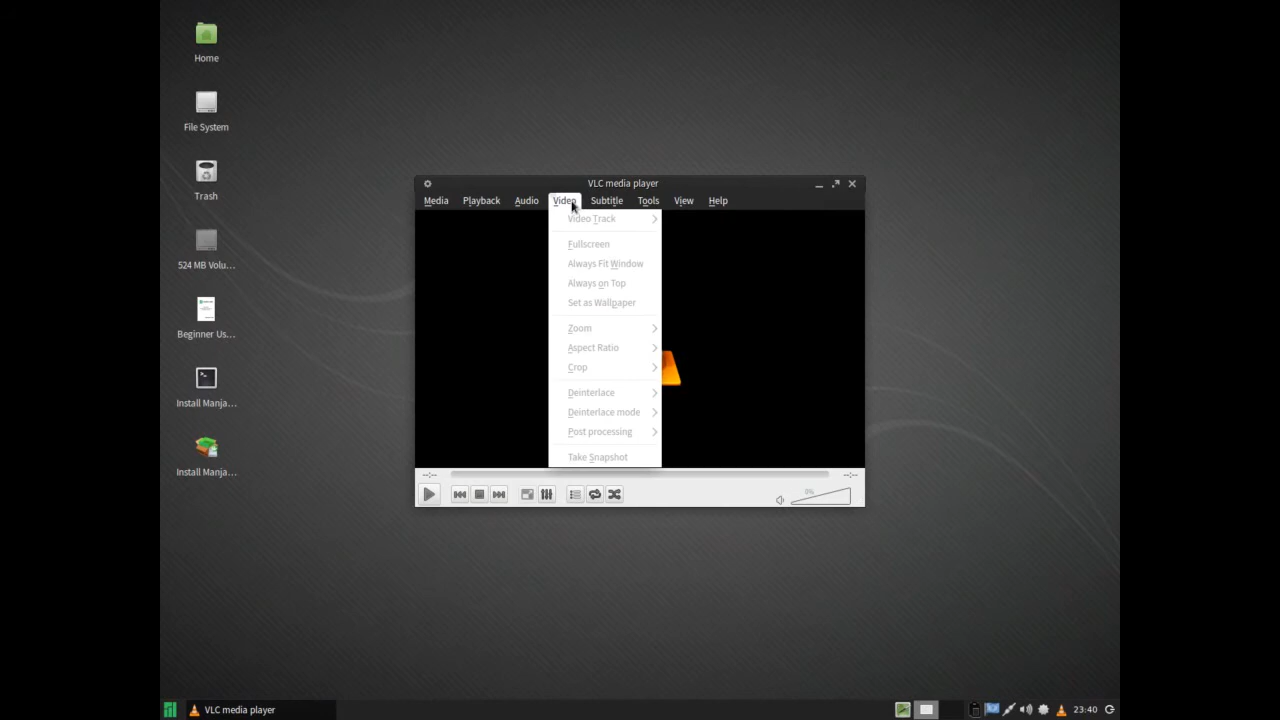 Home
File System
Trash
524 MB Volu...
Beginner Us...
Install Manja...
Install Manja...
VLC media player
Media Playback Audio Video Subtitle Tools View Help
Video Track
Fullscreen
Always Fit Window
Always on Top
Set as Wallpaper
Zoom
Aspect Ratio
Crop
Deinterlace
Deinterlace mode
Post processing
Take Snapshot
--:-- --:--
0%
VLC media player 23:40